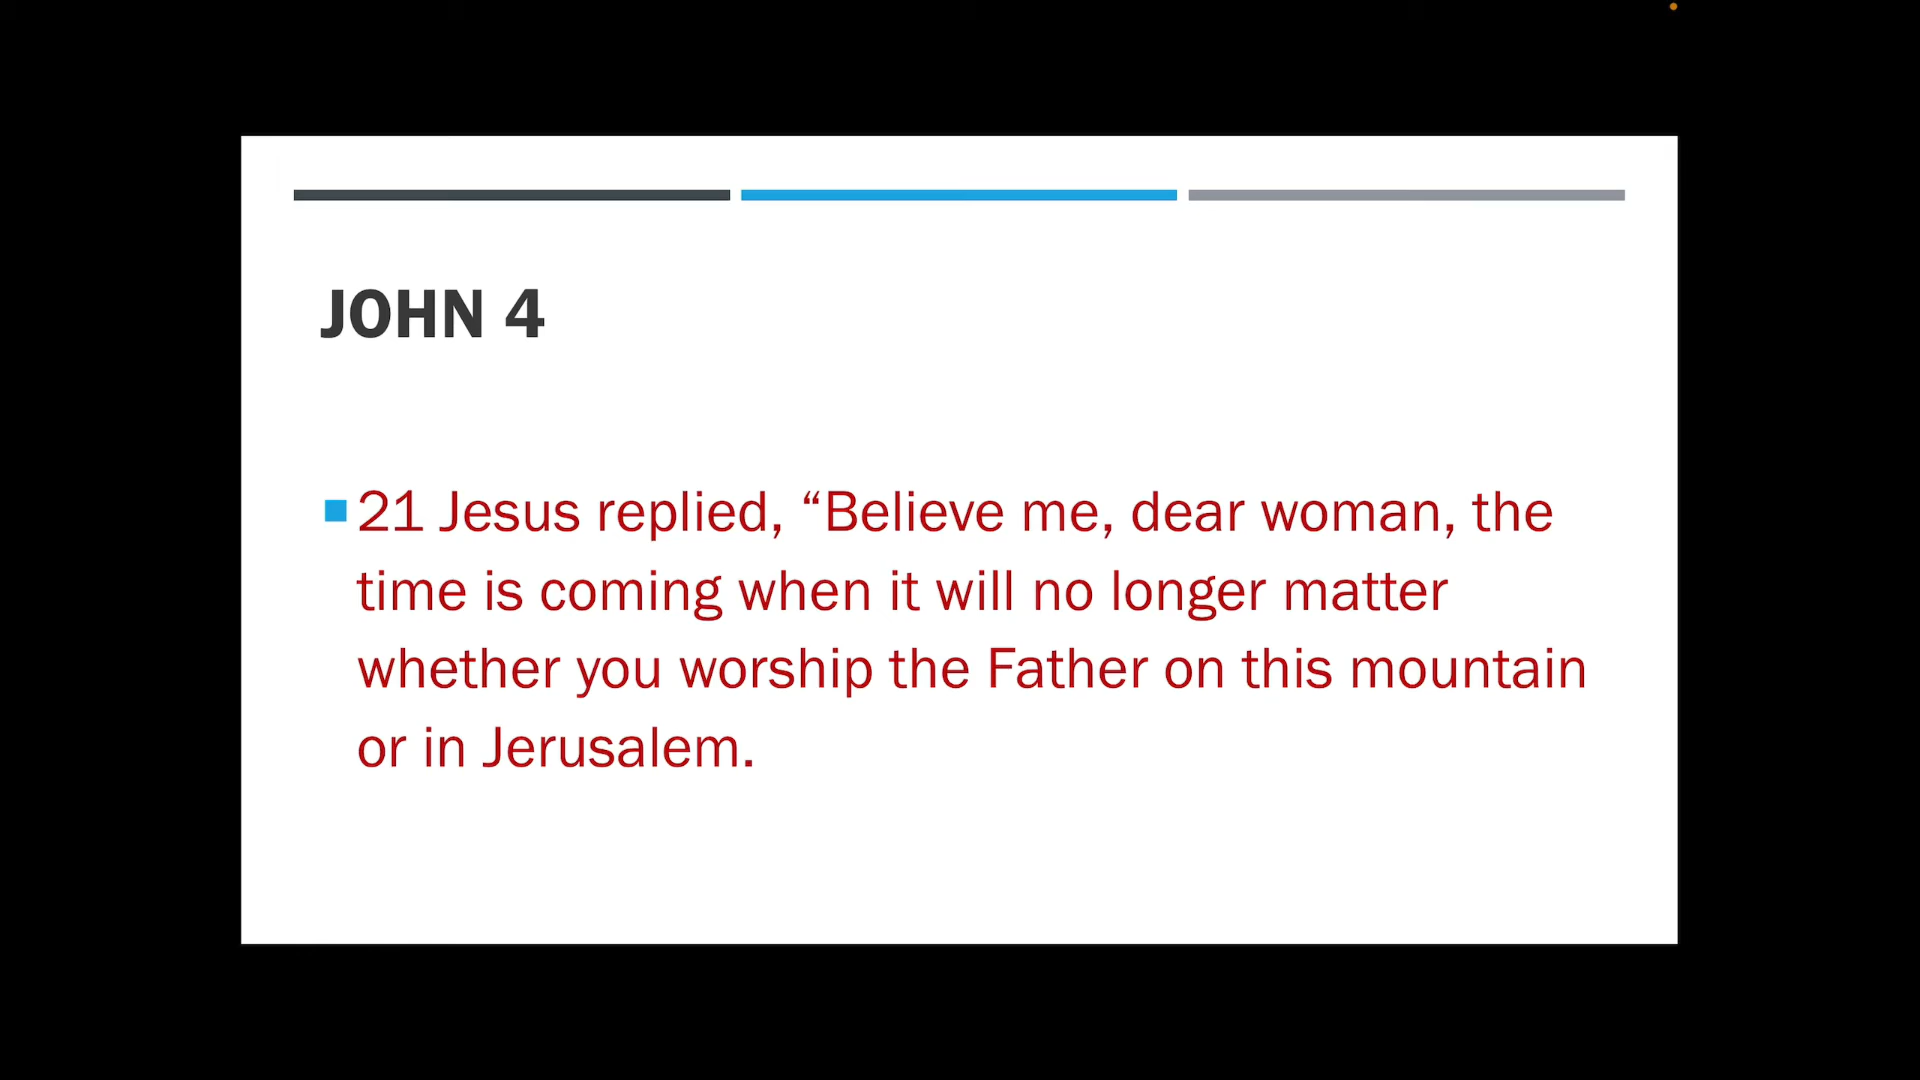 JOHN 4
21 Jesus replied, “Believe me, dear woman, the
time is coming when it will no longer matter
whether you worship the Father on this mountain
or in Jerusalem.